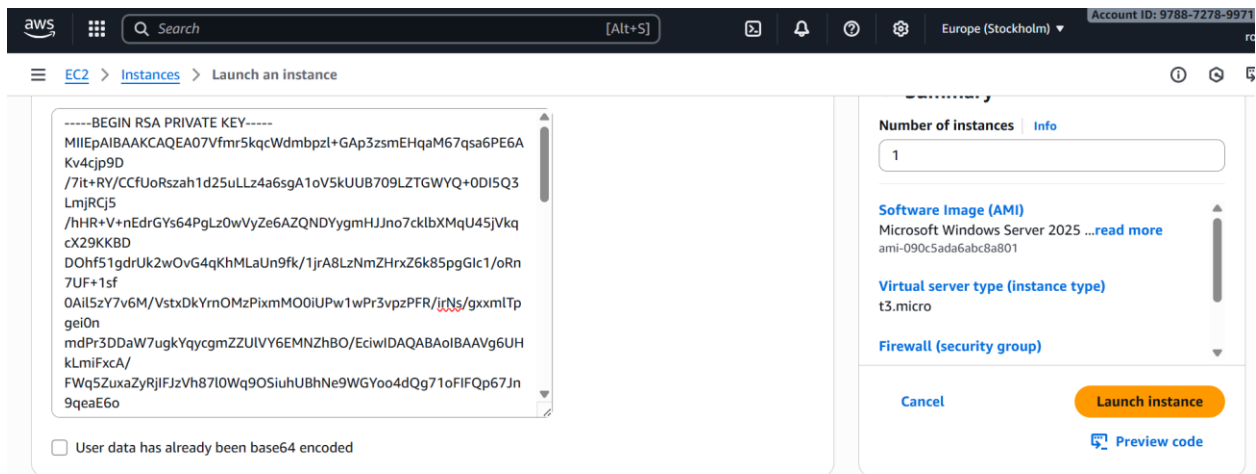 aws
Search
[Alt+S]
Europe (Stockholm)
Account ID: 9788-7278-9971
EC2 > Instances > Launch an instance
-----BEGIN RSA PRIVATE KEY-----
MIIEpAIBAAKCAQEA07Vfmr5kqcWdmbpzl+GAp3zsmEHqaM67qsa6PE6A
Kv4cjp9D
/7it+RY/CCfUoRszah1d25uLLz4a6sgA1oV5kUUB709LZTGWYQ+0DI5Q3
LmjRCj5
/hHR+V+nEdrGYs64PgLz0wVyZe6AZQNDYygmHJJno7cklbXMqU45jVkq
cX29KKBD
DOhf51gdrUk2wOvG4qKhMLaUn9fk/1jrA8LzNmZHrxZ6k85pgGIc1/oRn
7UF+1sf
0Ail5zY7v6M/VstxDkYrnOMzPixmMO0iUPw1wPr3vpzPFR/irNs/gxxmlTp
gei0n
mdPr3DDaW7ugkYqycgmZZUlVY6EMNZhBO/EciwIDAQABAoIBAAVg6UH
kLmiFxcA/
FWq5ZuxaZyRjIFJzVh87l0Wq9OSiuhUBhNe9WGYoo4dQg71oFIFQp67Jn
9qeaE6o
User data has already been base64 encoded
Summary
Number of instances Info
1
Software Image (AMI)
Microsoft Windows Server 2025 ...read more
ami-090c5ada6abc8a801
Virtual server type (instance type)
t3.micro
Firewall (security group)
Cancel
Launch instance
Preview code